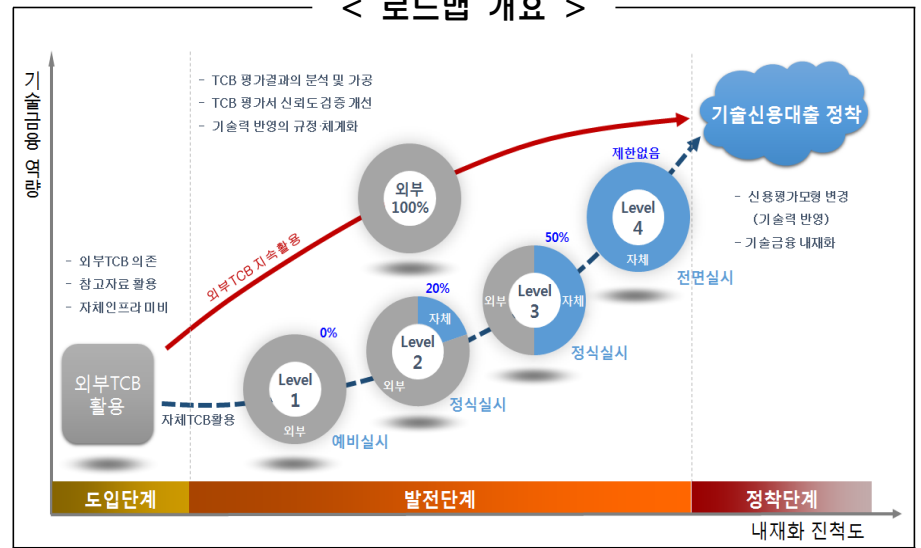 < 로드맵 개요 >
기술금융 역량
- TCB 평가결과의 분석 및 가공
- TCB 평가서 신뢰도 검증 개선
- 기술력 반영의 규정·체계화
기술신용대출 정착
- 신용평가모형 변경
(기술력 반영)
- 기술금융 내재화
- 외부TCB 의존
- 참고자료 활용
- 자체인프라 미비
외부TCB 지속활용
외부
100%
외부TCB
활용
자체TCB활용
0%
Level
1
외부
예비실시
20%
자체
Level
2
외부
정식실시
50%
외부
Level
3
자체
정식실시
제한없음
Level
4
자체
전면실시
도입단계
발전단계
정착단계
내재화 진척도